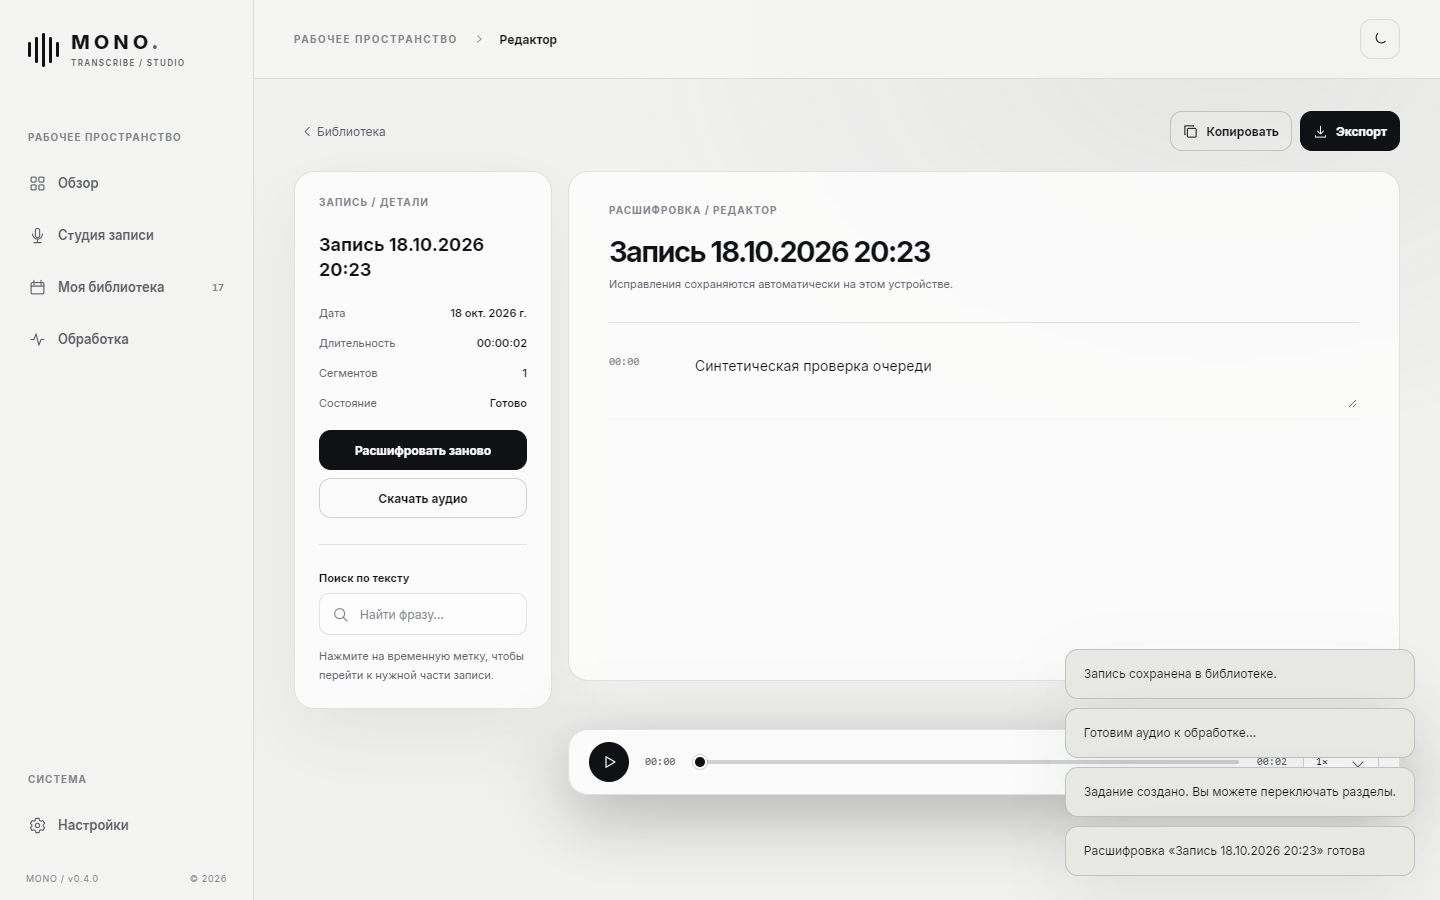 MONO.
TRANSCRIBE / STUDIO
РАБОЧЕЕ ПРОСТРАНСТВО
Обзор
Студия записи
Моя библиотека 17
Обработка
СИСТЕМА
Настройки
MONO / v0.4.0 © 2026
РАБОЧЕЕ ПРОСТРАНСТВО > Редактор
Библиотека
Копировать
Экспорт
ЗАПИСЬ / ДЕТАЛИ
Запись 18.10.2026
20:23
Дата 18 окт. 2026 г.
Длительность 00:00:02
Сегментов 1
Состояние Готово
Расшифровать заново
Скачать аудио
Поиск по тексту
Найти фразу...
Нажмите на временную метку, чтобы
перейти к нужной части записи.
РАСШИФРОВКА / РЕДАКТОР
Запись 18.10.2026 20:23
Исправления сохраняются автоматически на этом устройстве.
00:00 Синтетическая проверка очереди
00:00 00:02 1×
Запись сохранена в библиотеке.
Готовим аудио к обработке...
Задание создано. Вы можете переключать разделы.
Расшифровка «Запись 18.10.2026 20:23» готова